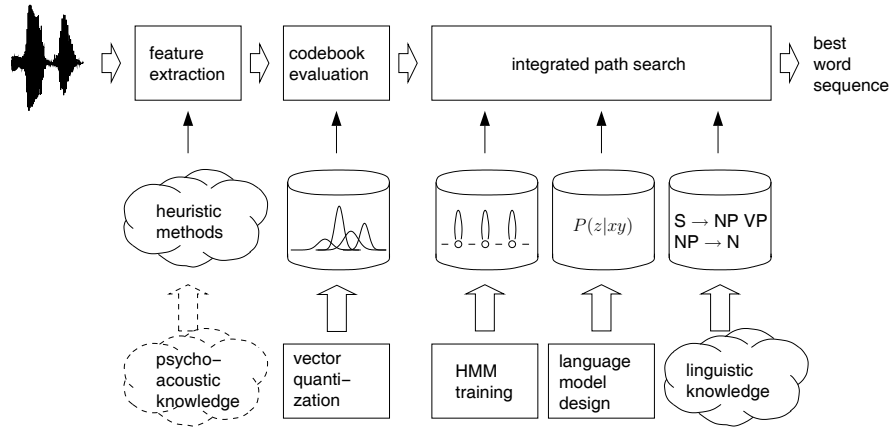 feature
extraction
codebook
evaluation
integrated path search
best
word
sequence
heuristic
methods
P(z|xy)
S → NP VP
NP → N
psycho-
acoustic
knowledge
vector
quanti-
zation
HMM
training
language
model
design
linguistic
knowledge